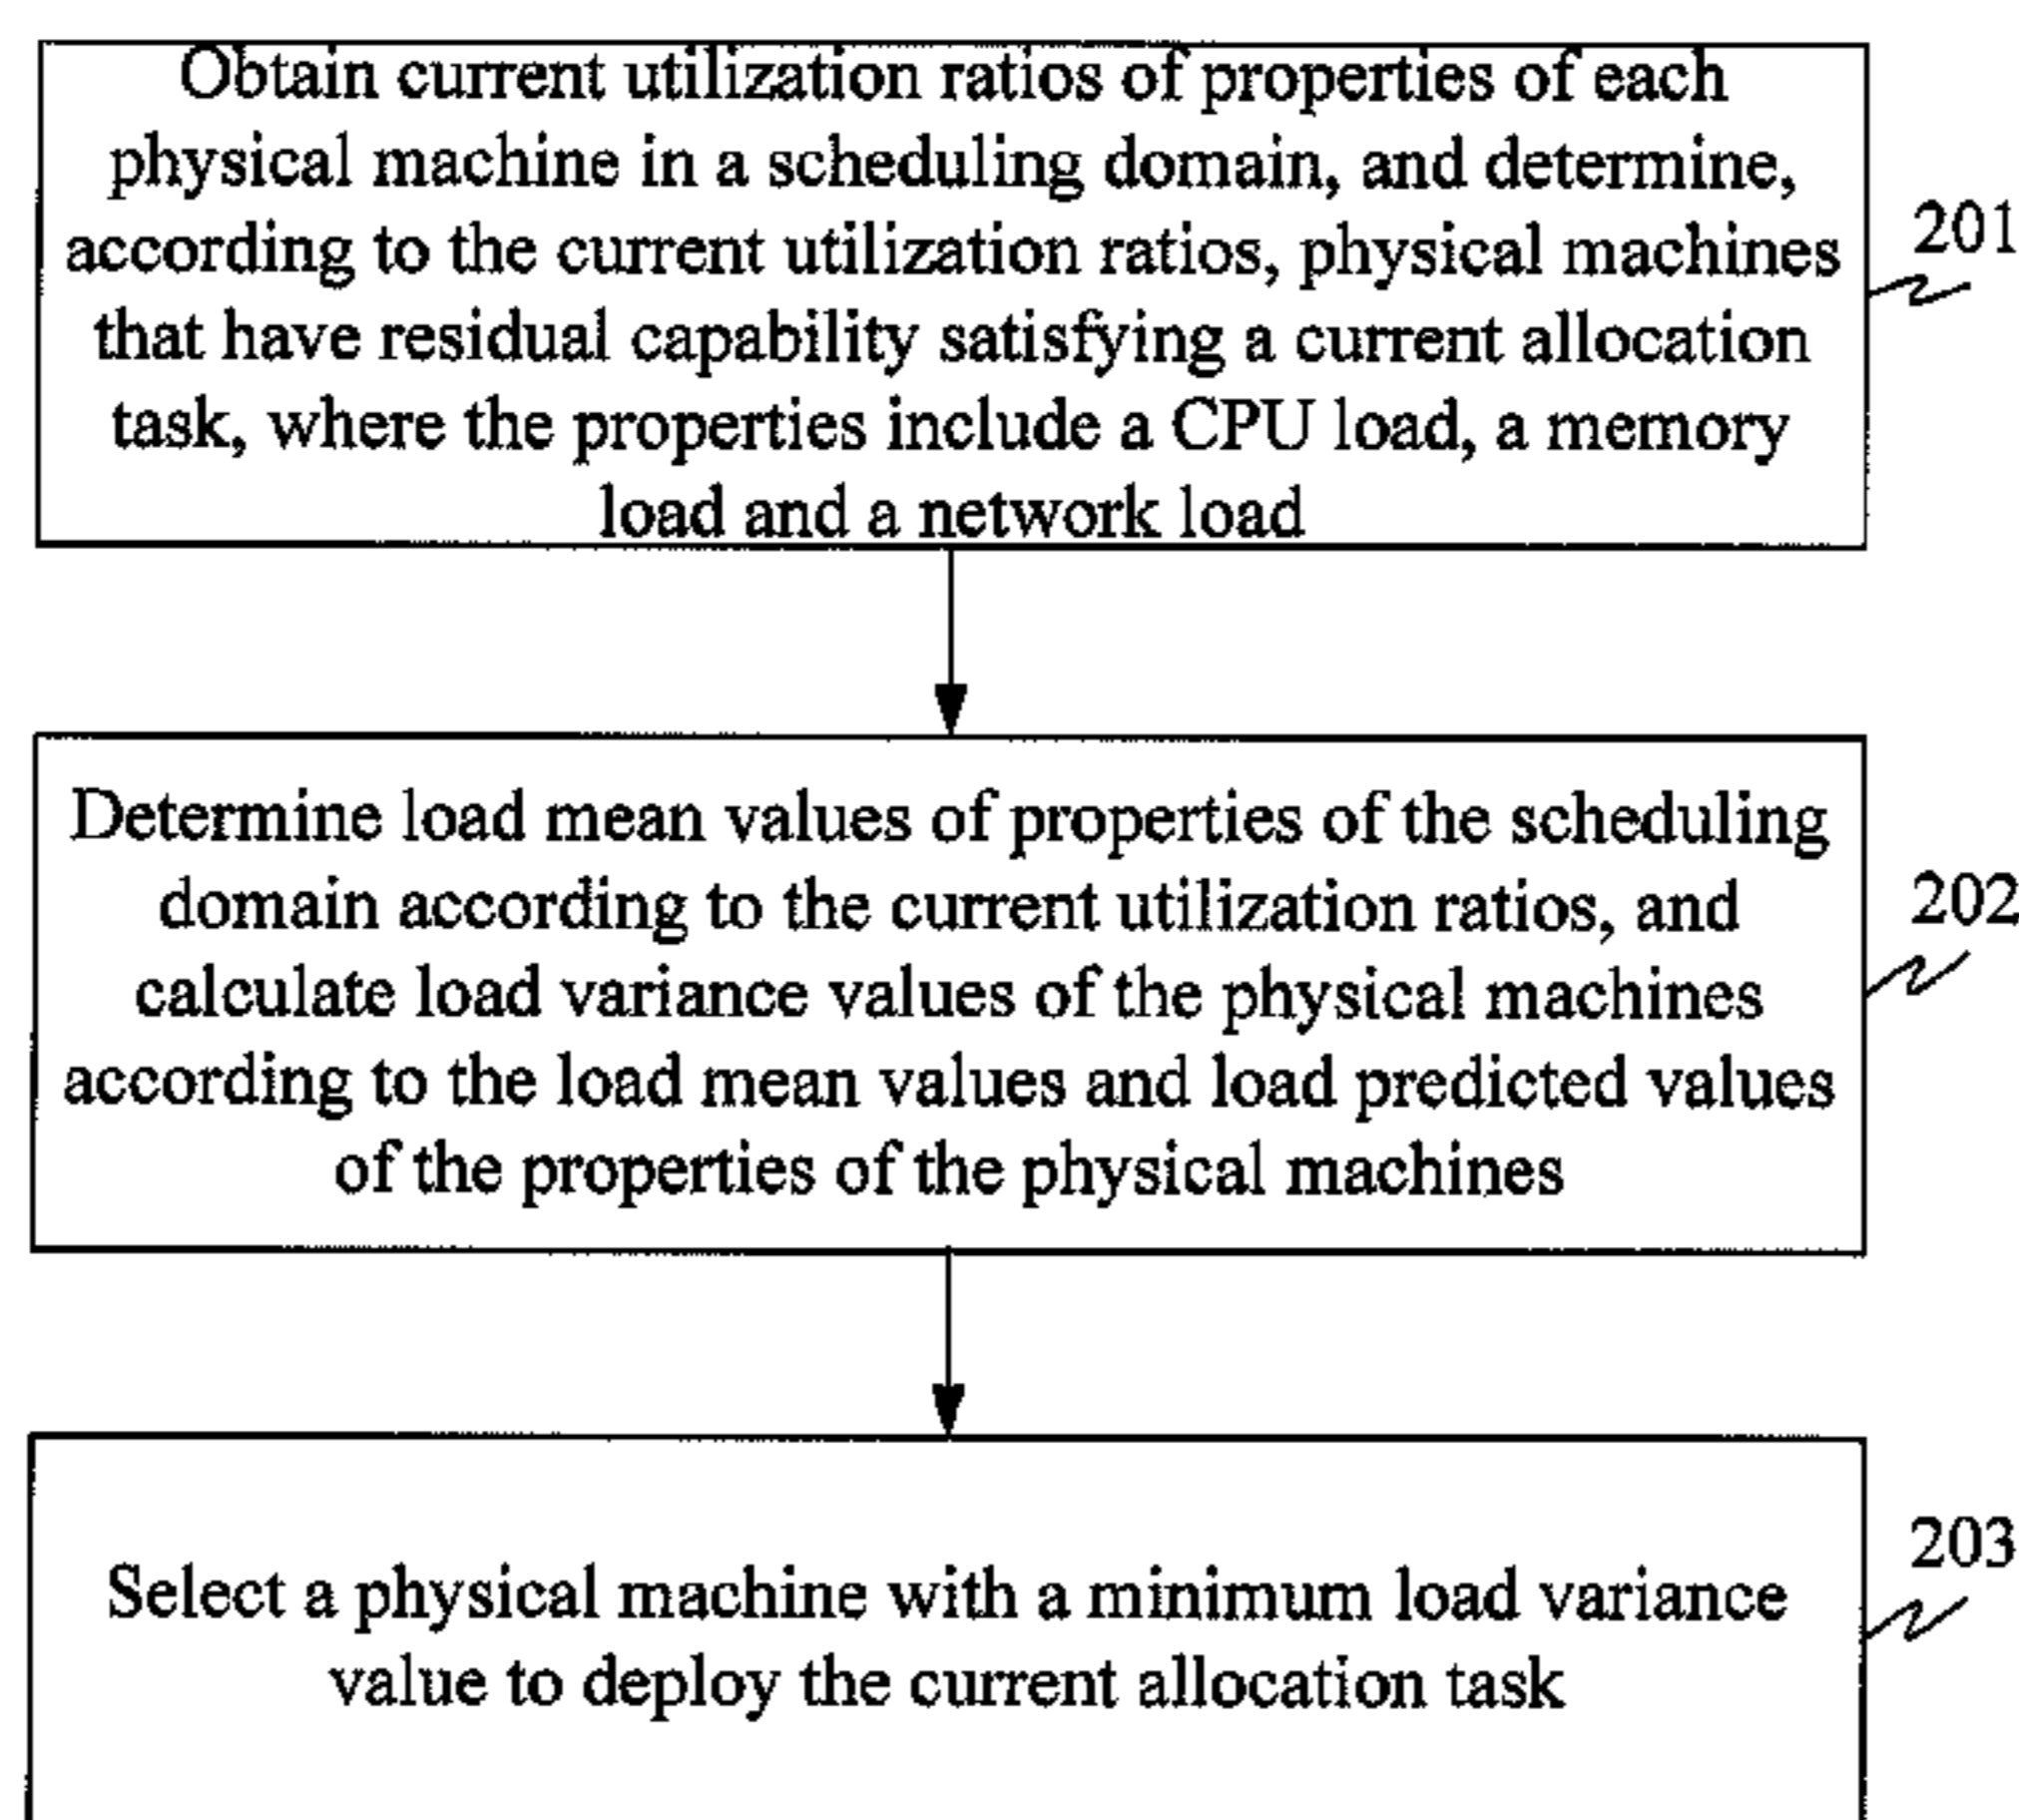 Obtain current utilization ratios of properties of each
physical machine in a scheduling domain, and determine,
according to the current utilization ratios, physical machines
that have residual capability satisfying a current allocation
task, where the properties include a CPU load, a memory
load and a network load
201
Determine load mean values of properties of the scheduling
domain according to the current utilization ratios, and
calculate load variance values of the physical machines
according to the load mean values and load predicted values
of the properties of the physical machines
202
Select a physical machine with a minimum load variance
value to deploy the current allocation task
203